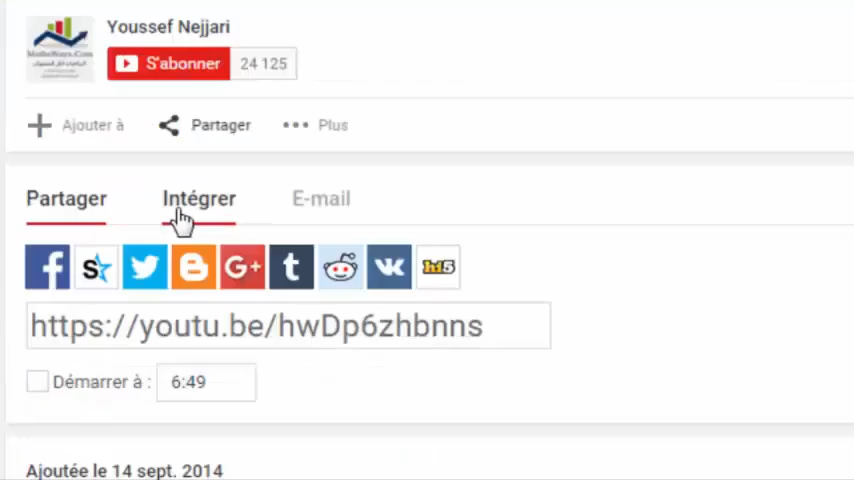 Youssef Nejjari
S'abonner 24 125
Ajouter à Partager Plus
Partager Intégrer E-mail
https://youtu.be/hwDp6zhbnns
Démarrer à : 6:49
Ajoutée le 14 sept. 2014